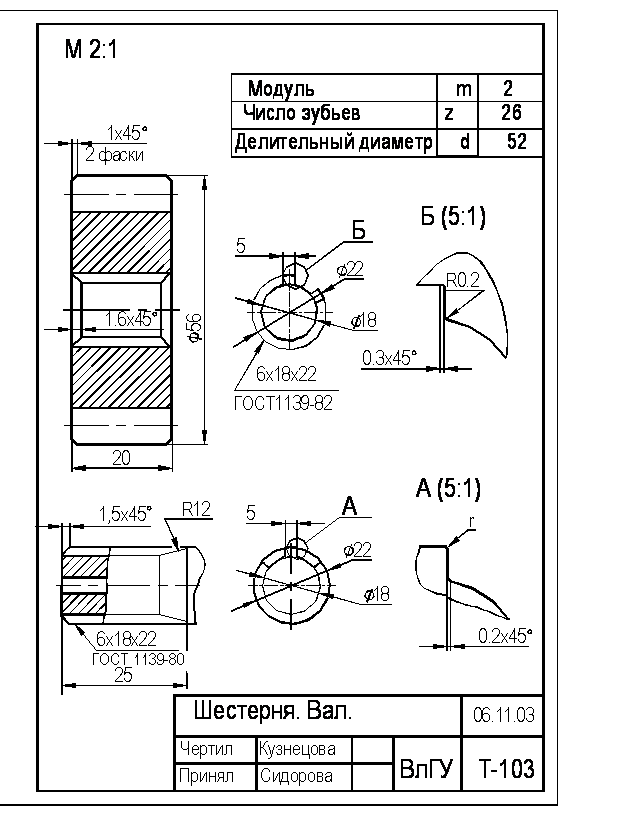 М 2:1
Модуль m 2
Число зубьев z 26
Делительный диаметр d 52
1x45°
2 фаски
Б (5:1)
Б
5
ϕ22
R0.2
1.6x45°
ϕ56
ϕ18
0.3x45°
6x18x22
ГОСТ1139-82
20
А (5:1)
1,5x45°
R12
5
А
r
ϕ22
ϕ18
6x18x22
ГОСТ 1139-80
0.2x45°
25
Шестерня. Вал. 06.11.03
Чертил Кузнецова
ВлГУ Т-103
Принял Сидорова